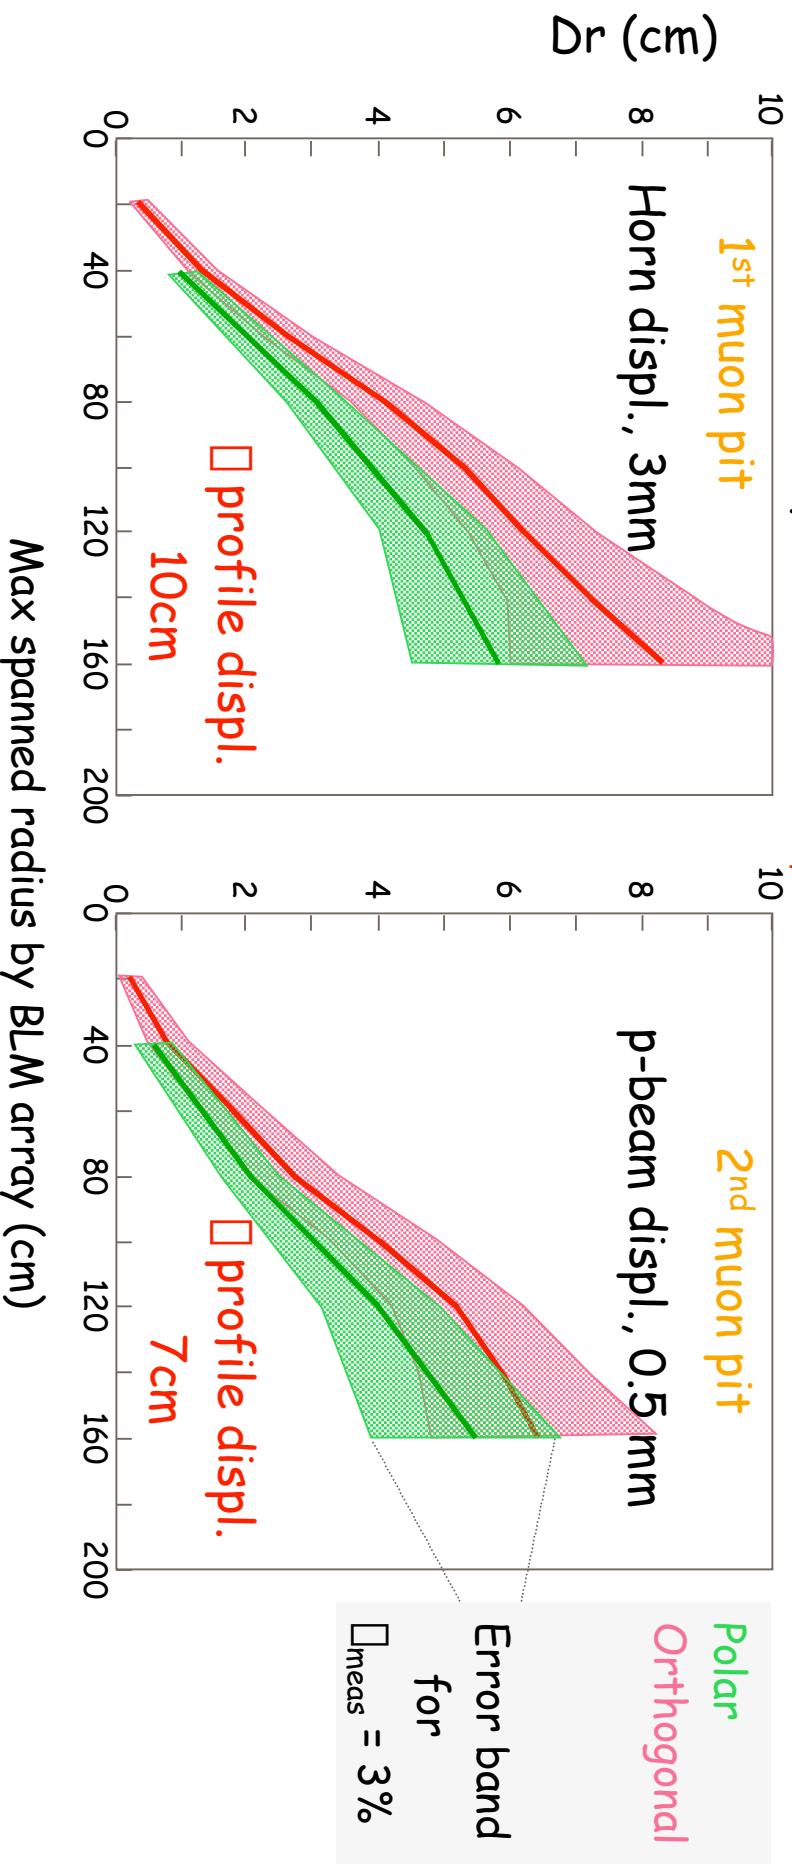 Dr (cm)
10
8
6
4
2
0
0
40
80
120
160
200
1st muon pit
Horn displ., 3mm
□ profile displ.
10cm
10
8
6
4
2
0
0
40
80
120
160
200
2nd muon pit
p-beam displ., 0.5 mm
□ profile displ.
7cm
Max spanned radius by BLM array (cm)
Polar
Orthogonal
Error band
for
□meas = 3%